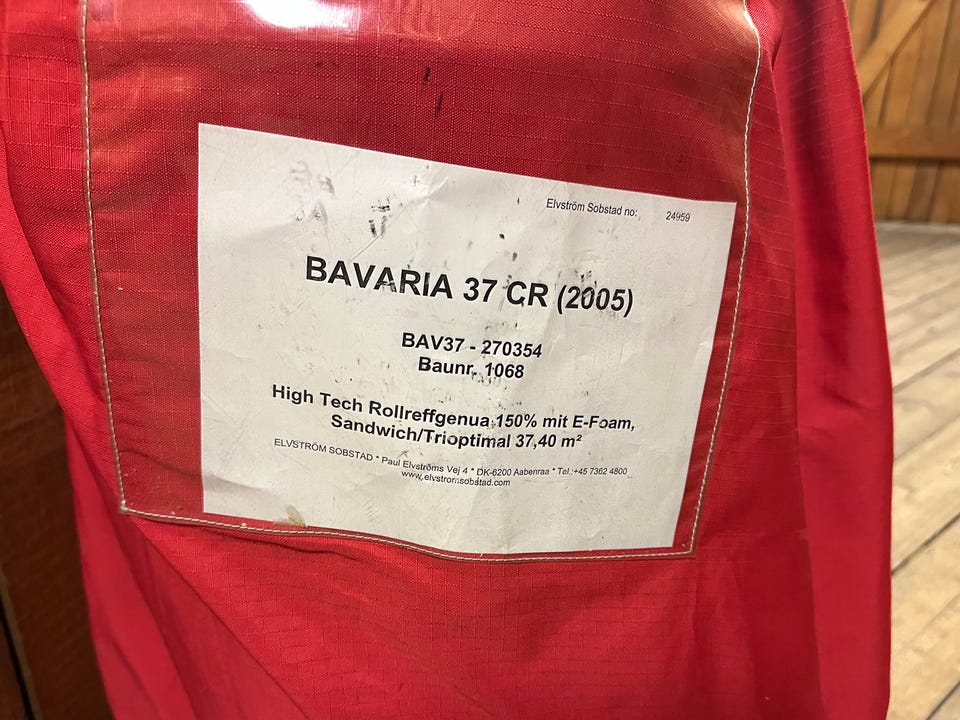 Elvström Sobstad no: 24959
BAVARIA 37 CR (2005)
BAV37 - 270354
Baunr. 1068
High Tech Rollreffgenua 150% mit E-Foam,
Sandwich/Trioptimal 37,40 m²
ELVSTRÖM SOBSTAD * Paul Elvströms Vej 4 * DK-6200 Aabenraa * Tel.:+45 7362 4800
www.elvstromsobstad.com